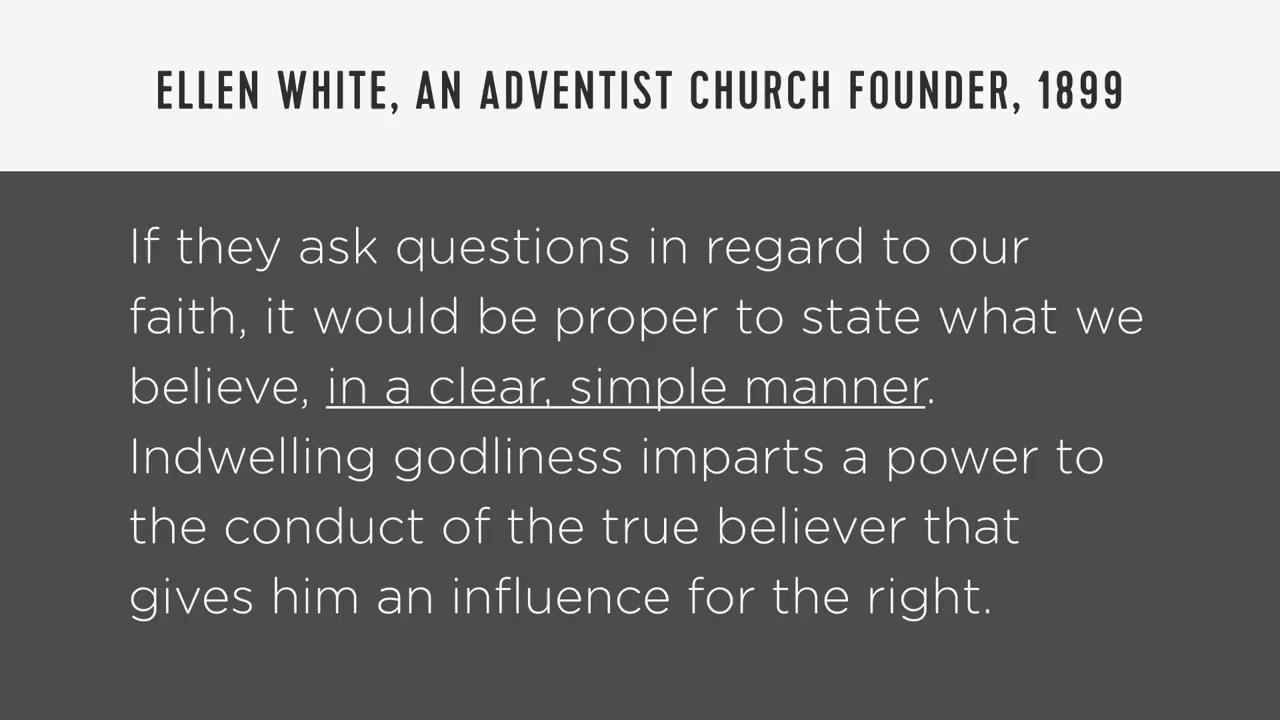 ELLEN WHITE, AN ADVENTIST CHURCH FOUNDER, 1899
If they ask questions in regard to our
faith, it would be proper to state what we
believe, in a clear, simple manner.
Indwelling godliness imparts a power to
the conduct of the true believer that
gives him an influence for the right.